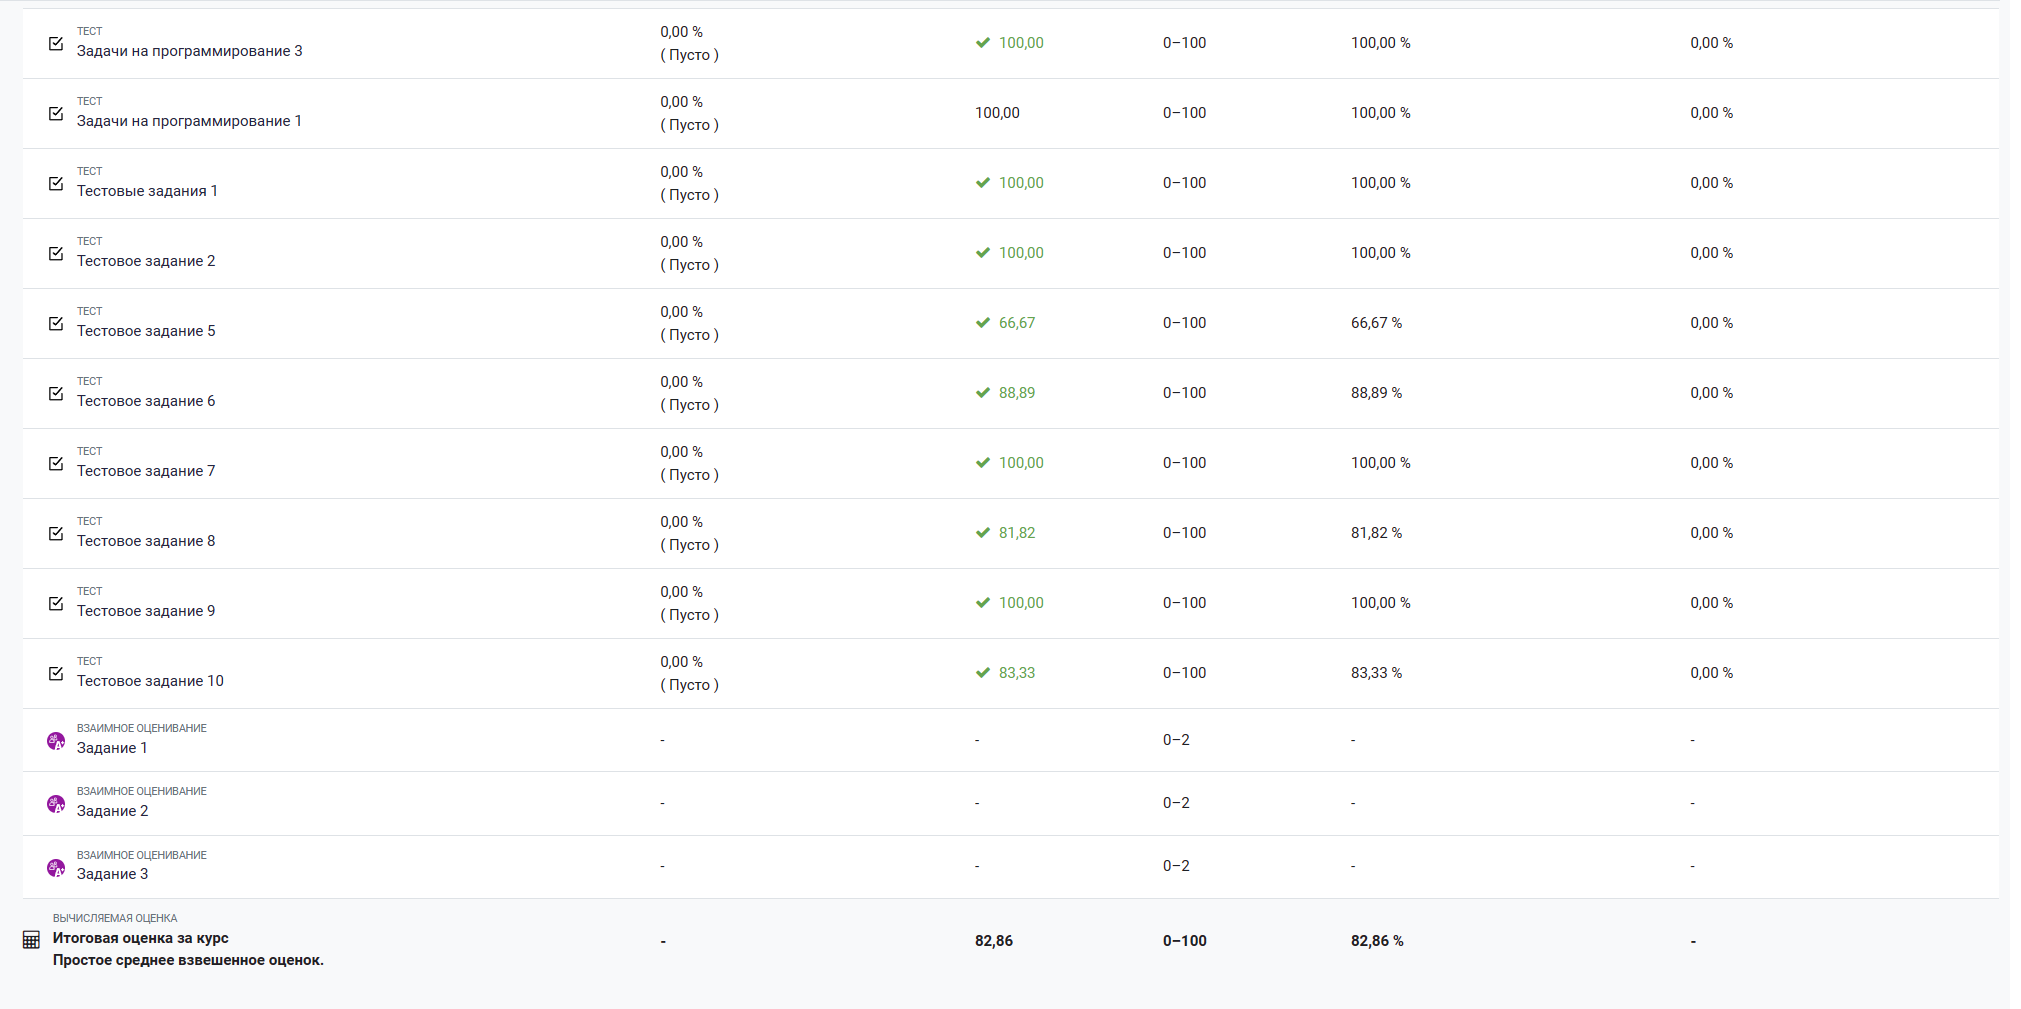 ТЕСТ
Задачи на программирование 3
0,00 %
( Пусто )
100,00
0–100
100,00 %
0,00 %
ТЕСТ
Задачи на программирование 1
0,00 %
( Пусто )
100,00
0–100
100,00 %
0,00 %
ТЕСТ
Тестовые задания 1
0,00 %
( Пусто )
100,00
0–100
100,00 %
0,00 %
ТЕСТ
Тестовое задание 2
0,00 %
( Пусто )
100,00
0–100
100,00 %
0,00 %
ТЕСТ
Тестовое задание 5
0,00 %
( Пусто )
66,67
0–100
66,67 %
0,00 %
ТЕСТ
Тестовое задание 6
0,00 %
( Пусто )
88,89
0–100
88,89 %
0,00 %
ТЕСТ
Тестовое задание 7
0,00 %
( Пусто )
100,00
0–100
100,00 %
0,00 %
ТЕСТ
Тестовое задание 8
0,00 %
( Пусто )
81,82
0–100
81,82 %
0,00 %
ТЕСТ
Тестовое задание 9
0,00 %
( Пусто )
100,00
0–100
100,00 %
0,00 %
ТЕСТ
Тестовое задание 10
0,00 %
( Пусто )
83,33
0–100
83,33 %
0,00 %
ВЗАИМНОЕ ОЦЕНИВАНИЕ
Задание 1
-
-
0–2
-
-
ВЗАИМНОЕ ОЦЕНИВАНИЕ
Задание 2
-
-
0–2
-
-
ВЗАИМНОЕ ОЦЕНИВАНИЕ
Задание 3
-
-
0–2
-
-
ВЫЧИСЛЯЕМАЯ ОЦЕНКА
Итоговая оценка за курс
Простое среднее взвешенное оценок.
-
82,86
0–100
82,86 %
-